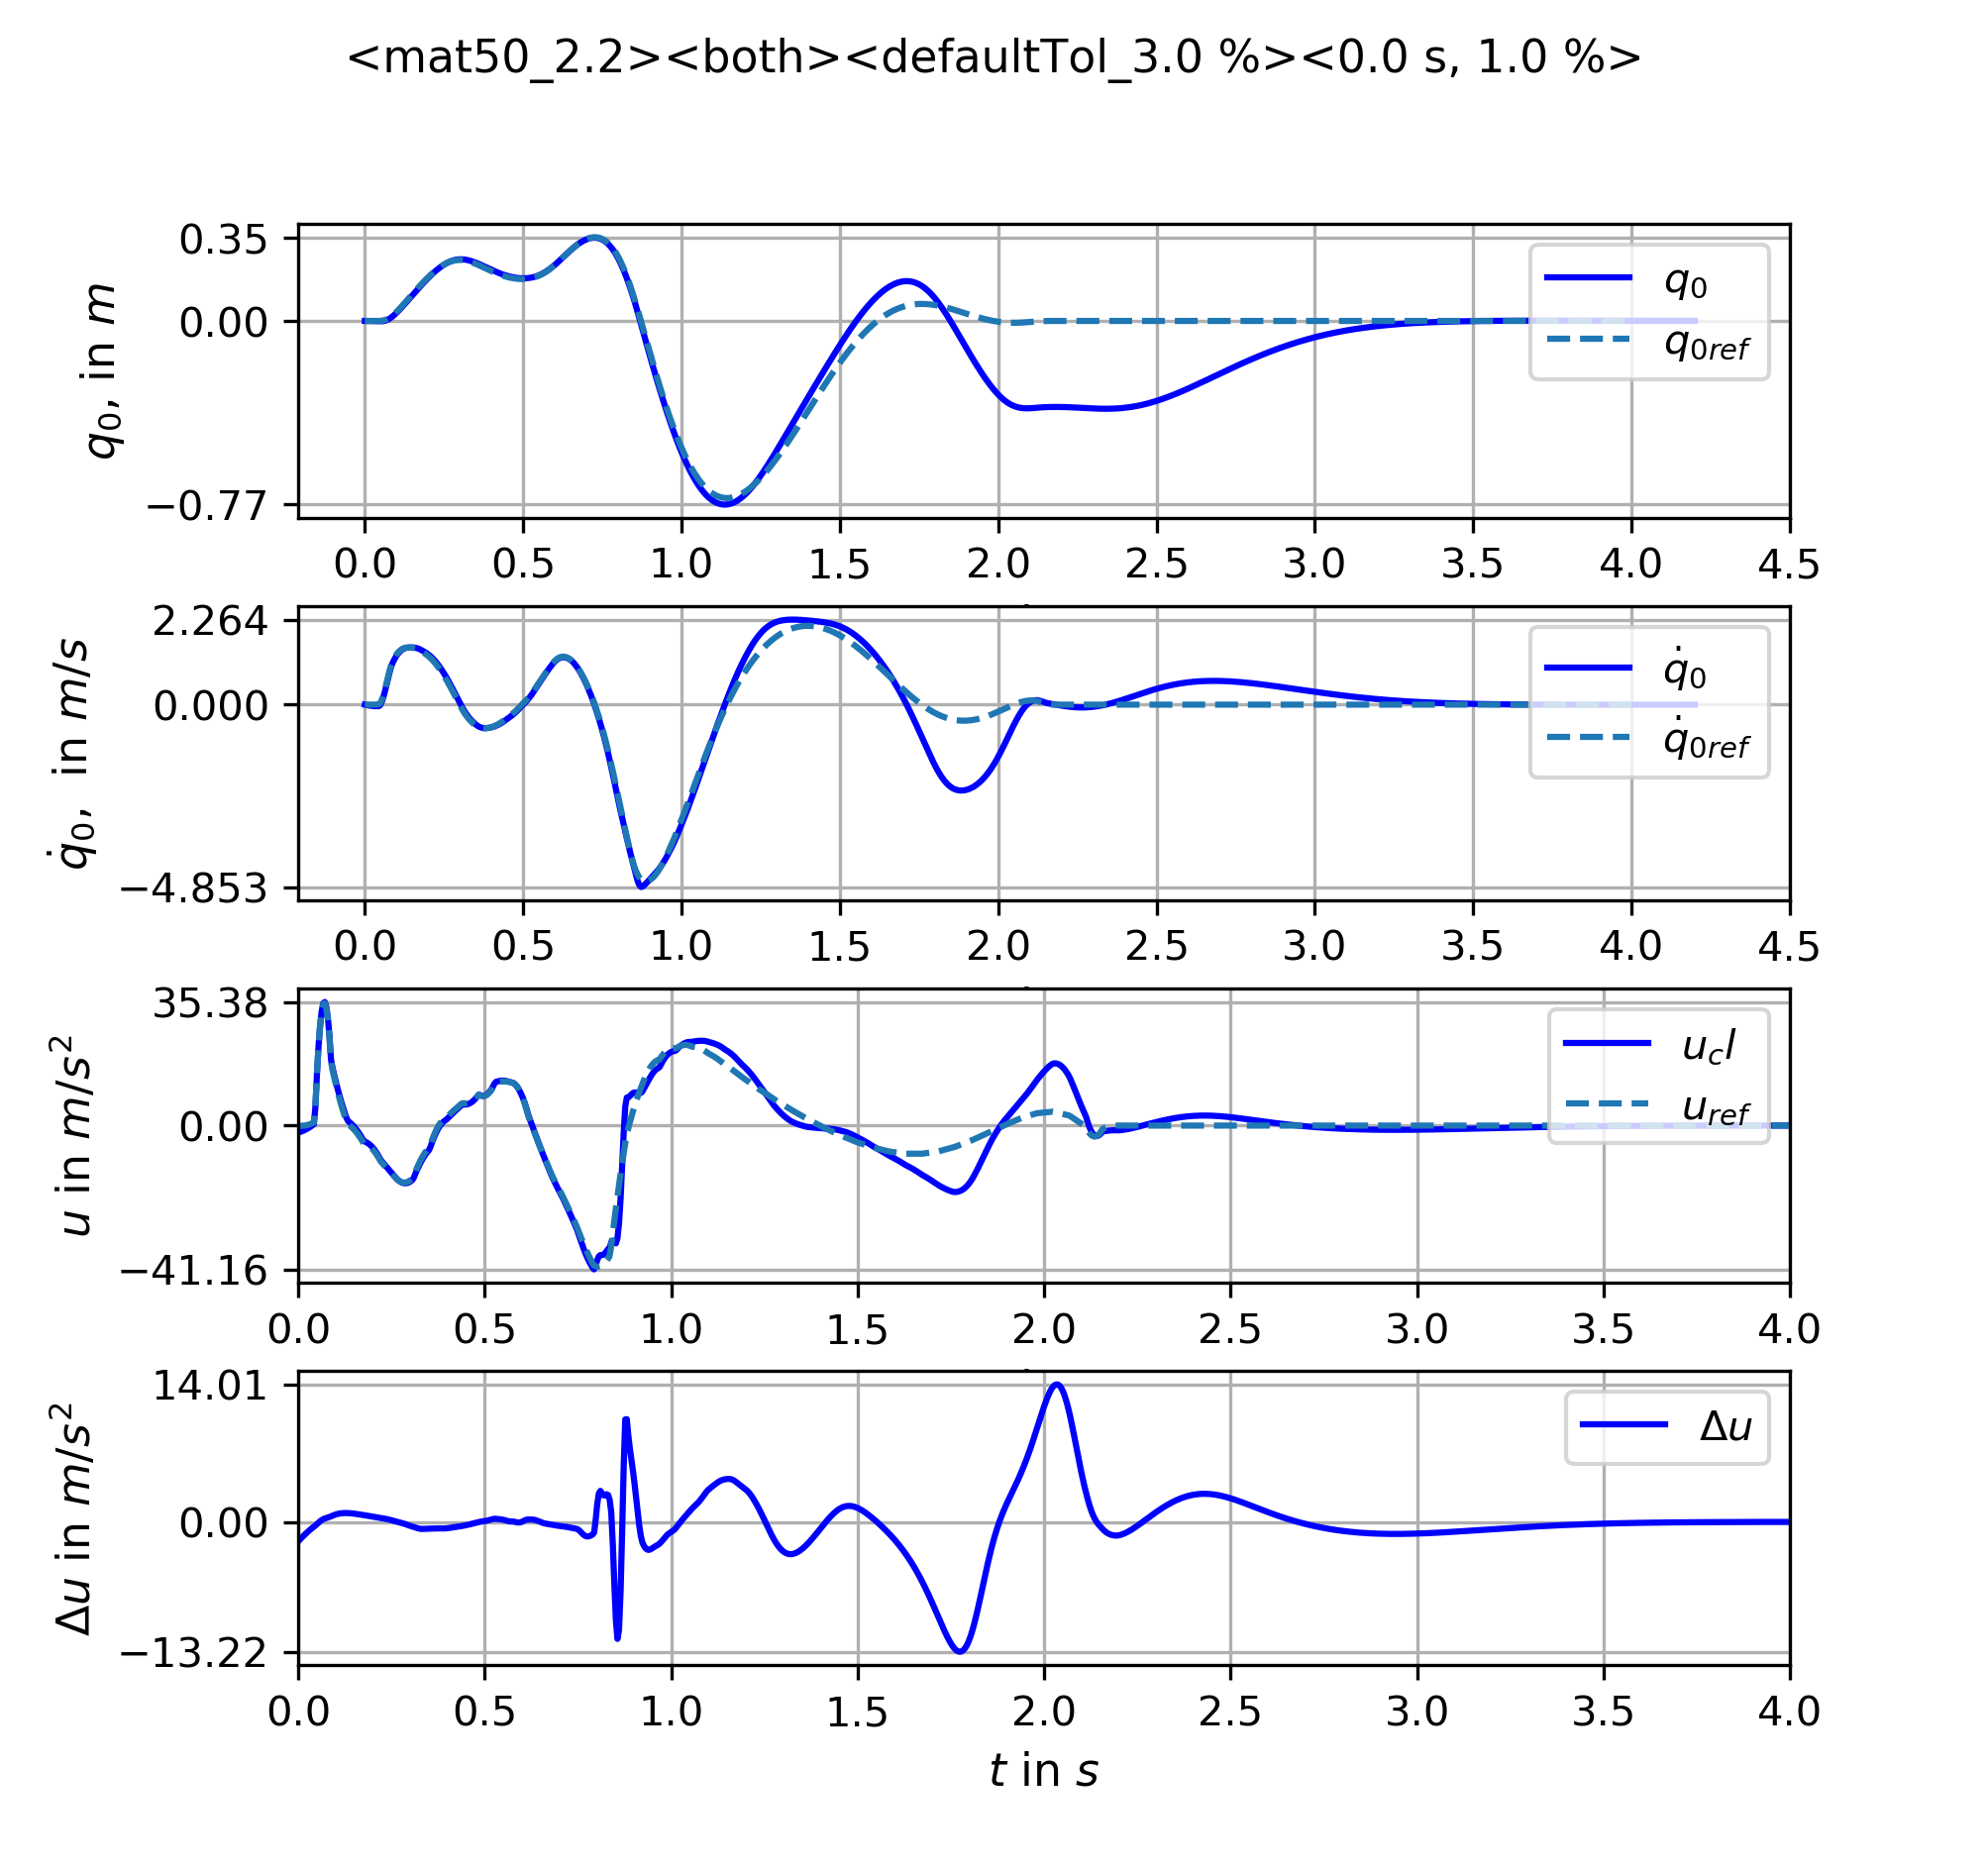 <mat50_2.2><both><defaultTol_3.0 %><0.0 s, 1.0 %>
q₀, in m
0.35
0.00
−0.77
q₀
q₀ref
0.0 0.5 1.0 1.5 2.0 2.5 3.0 3.5 4.0 4.5
q̇₀, in m/s
2.264
0.000
−4.853
q̇₀
q̇₀ref
0.0 0.5 1.0 1.5 2.0 2.5 3.0 3.5 4.0 4.5
u in m/s²
35.38
0.00
−41.16
u_cl
u_ref
0.0 0.5 1.0 1.5 2.0 2.5 3.0 3.5 4.0
Δu in m/s²
14.01
0.00
−13.22
Δu
0.0 0.5 1.0 1.5 2.0 2.5 3.0 3.5 4.0
t in s